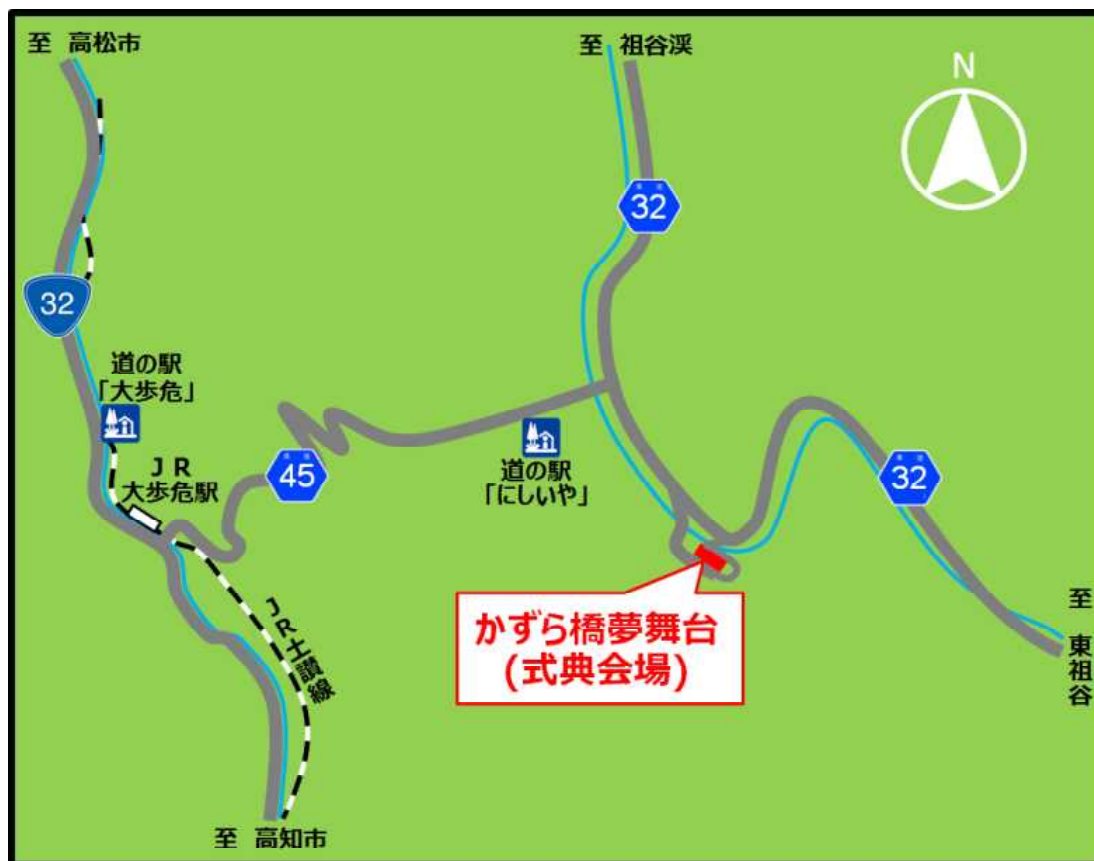 至 高松市
至 祖谷渓
N
32
32
道の駅
「大歩危」
JR
大歩危駅
45
道の駅
「にしいや」
32
JR土讃線
かずら橋夢舞台
(式典会場)
至 東祖谷
至 高知市